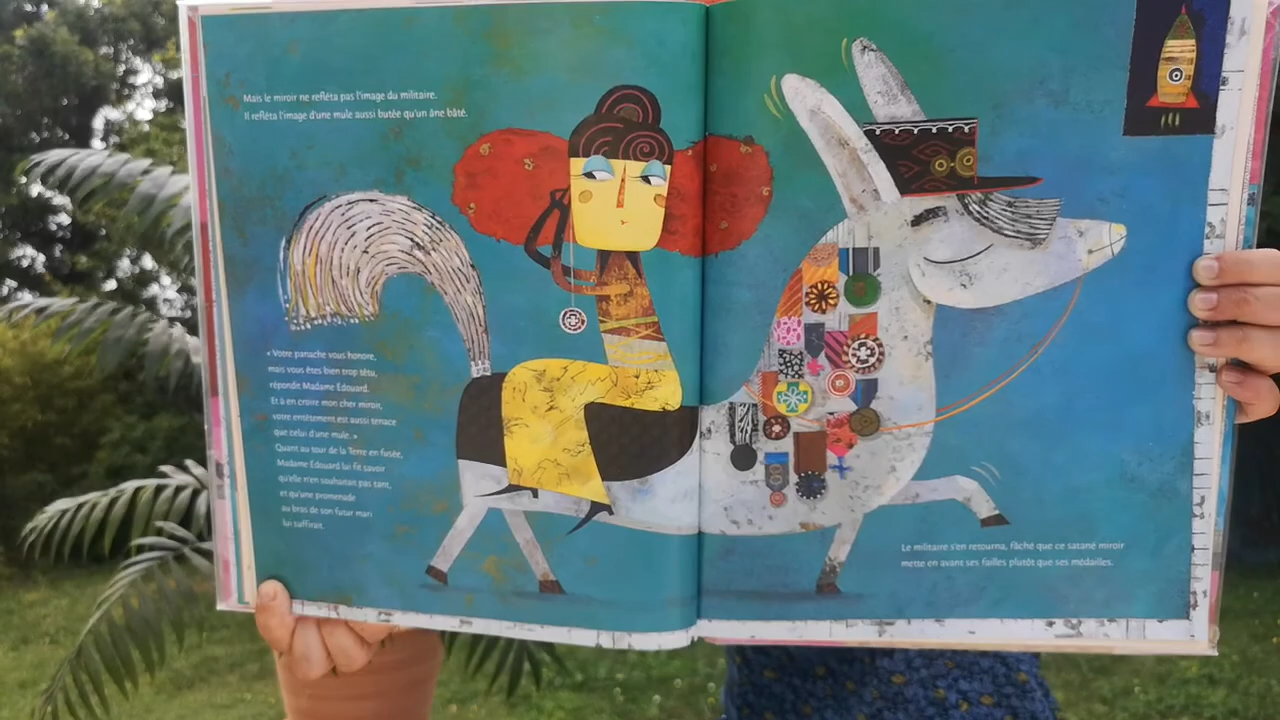 Mais le miroir ne refléta pas l'image du militaire.
Il refléta l'image d'une mule aussi butée qu'un âne bâté.
« Votre panache vous honore,
mais vous êtes bien trop têtu,
répondit Madame Édouard.
Et à en croire mon cher miroir,
votre entêtement est aussi tenace
que celui d'une mule. »
Quant au tour de la Terre en fusée,
Madame Édouard lui fit savoir
qu'elle n'en souhaitait pas tant,
et qu'une promenade
au bras de son futur mari
lui suffirait.
Le militaire s'en retourna, fâché que ce satané miroir
mette en avant ses failles plutôt que ses médailles.